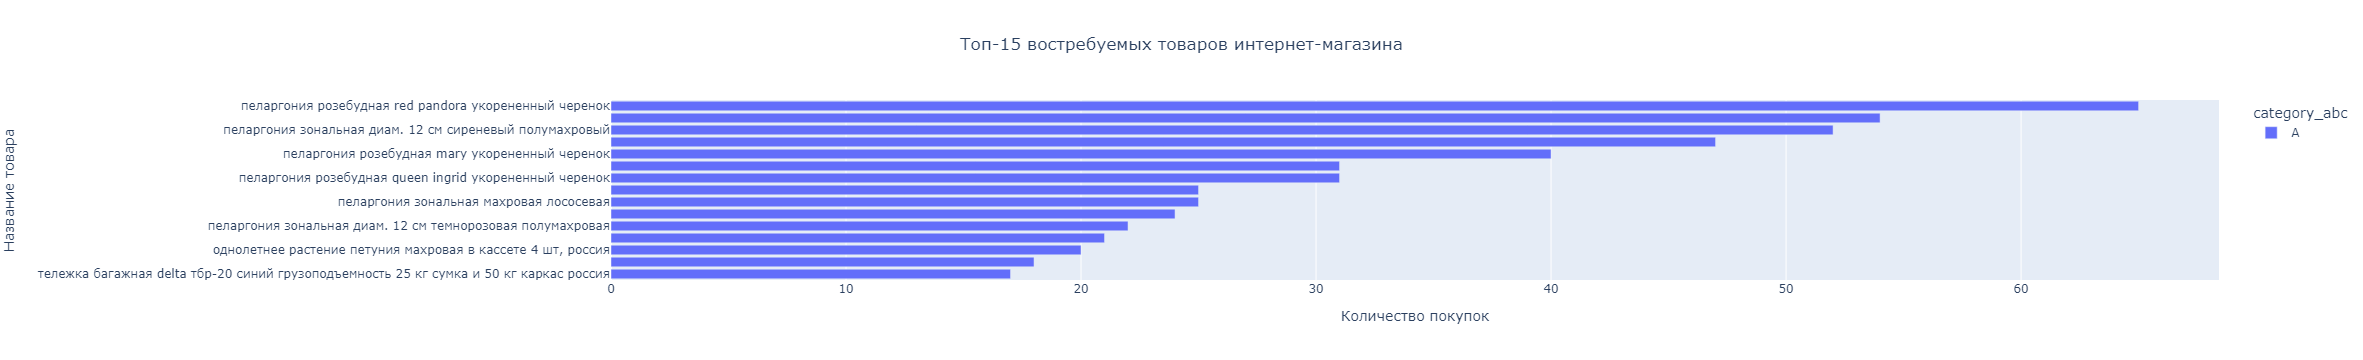 Топ-15 востребуемых товаров интернет-магазина
Название товара
пеларгония розебудная red pandora укорененный черенок
пеларгония зональная диам. 12 см сиреневый полумахровый
пеларгония розебудная mary укорененный черенок
пеларгония розебудная queen ingrid укорененный черенок
пеларгония зональная махровая лососевая
пеларгония зональная диам. 12 см темнорозовая полумахровая
однолетнее растение петуния махровая в кассете 4 шт, россия
тележка багажная delta тбр-20 синий грузоподъемность 25 кг сумка и 50 кг каркас россия
0 10 20 30 40 50 60
Количество покупок
category_abc
A